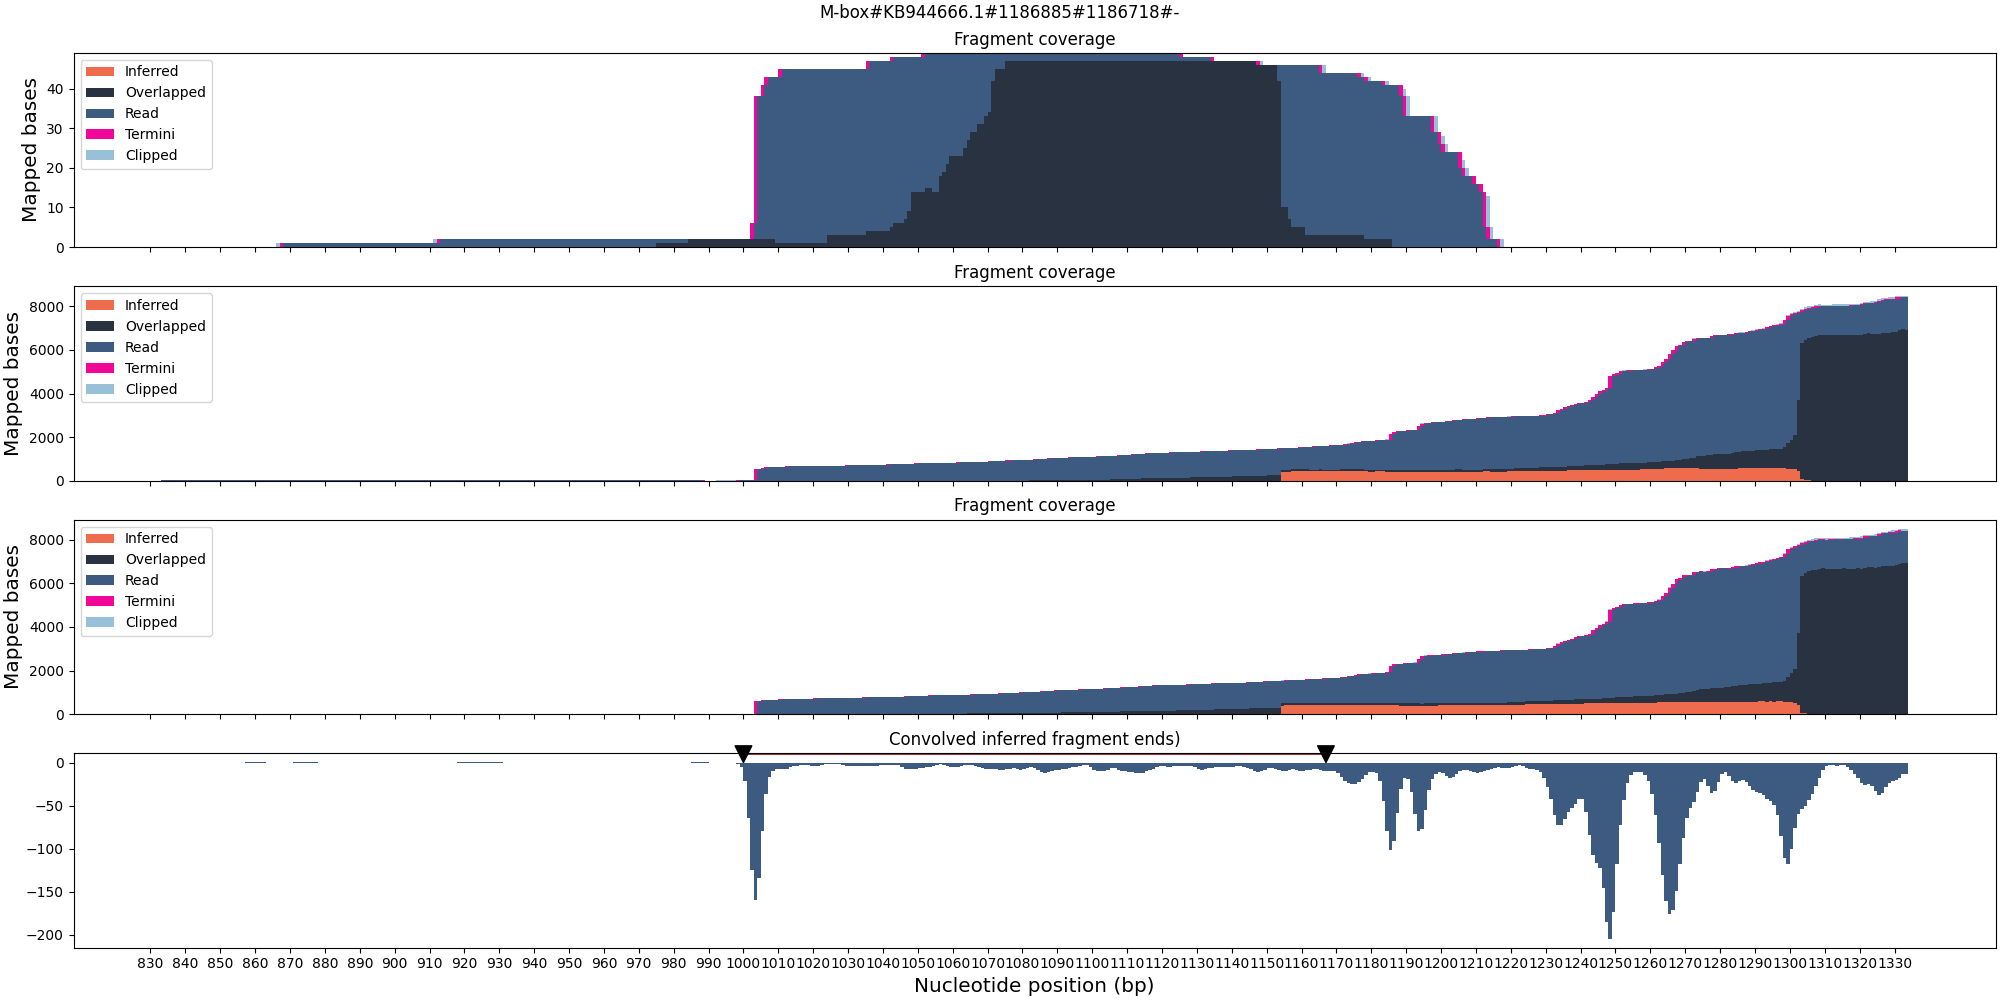 M-box#KB944666.1#1186885#1186718#-
Fragment coverage
Mapped bases
40
30
20
10
0
Inferred
Overlapped
Read
Termini
Clipped
Fragment coverage
Mapped bases
8000
6000
4000
2000
0
Inferred
Overlapped
Read
Termini
Clipped
Fragment coverage
Mapped bases
8000
6000
4000
2000
0
Inferred
Overlapped
Read
Termini
Clipped
Convolved inferred fragment ends)
0
−50
−100
−150
−200
830 840 850 860 870 880 890 900 910 920 930 940 950 960 970 980 990 1000 1010 1020 1030 1040 1050 1060 1070 1080 1090 1100 1110 1120 1130 1140 1150 1160 1170 1180 1190 1200 1210 1220 1230 1240 1250 1260 1270 1280 1290 1300 1310 1320 1330
Nucleotide position (bp)